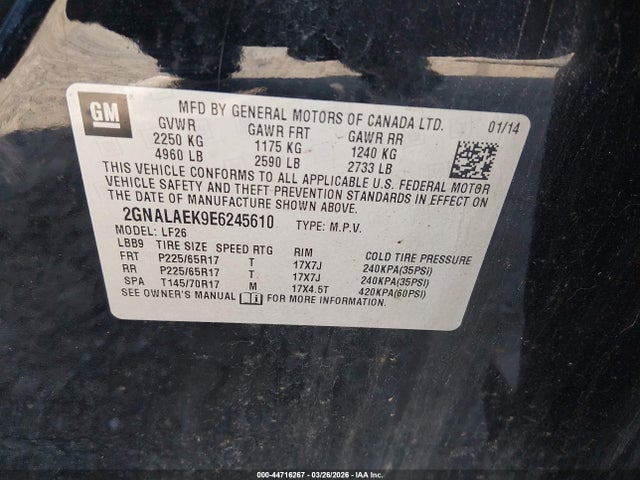 GM
MFD BY GENERAL MOTORS OF CANADA LTD. 01/14
GVWR GAWR FRT GAWR RR
2250 KG 1175 KG 1240 KG
4960 LB 2590 LB 2733 LB
THIS VEHICLE CONFORMS TO ALL APPLICABLE U.S. FEDERAL MOTOR
VEHICLE SAFETY AND THEFT PREVENTION STANDARDS IN EFFECT ON
THE DATE OF MANUFACTURE SHOWN ABOVE.
2GNALAEK9E6245610 TYPE: M.P.V.
MODEL: LF26
LBB9 TIRE SIZE SPEED RTG RIM COLD TIRE PRESSURE
FRT P225/65R17 T 17X7J 240KPA(35PSI)
RR P225/65R17 T 17X7J 240KPA(35PSI)
SPA T145/70R17 M 17X4.5T 420KPA(60PSI)
SEE OWNER'S MANUAL FOR MORE INFORMATION.
000-44716267 | 03/26/2026 - IAA Inc.